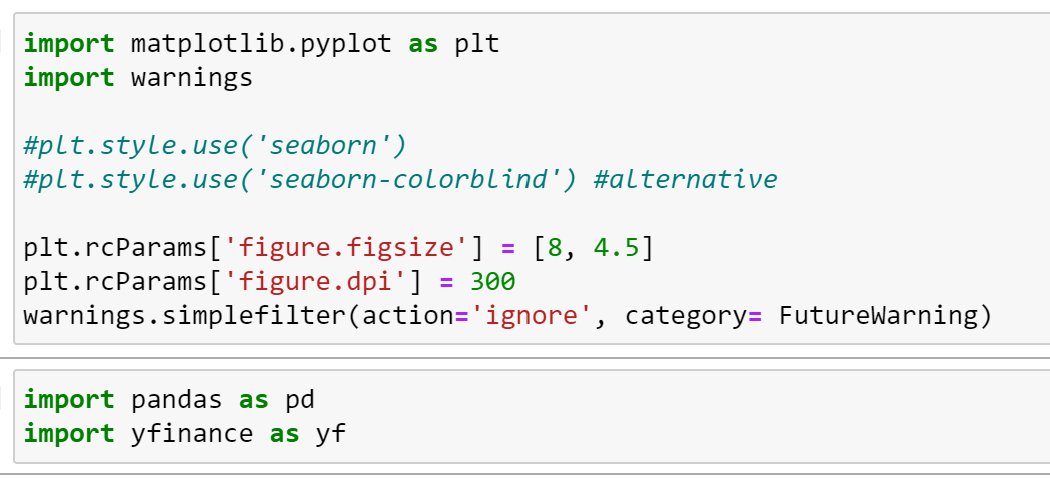 import matplotlib.pyplot as plt
import warnings
#plt.style.use('seaborn')
#plt.style.use('seaborn-colorblind') #alternative
plt.rcParams['figure.figsize'] = [8, 4.5]
plt.rcParams['figure.dpi'] = 300
warnings.simplefilter(action='ignore', category= FutureWarning)
import pandas as pd
import yfinance as yf